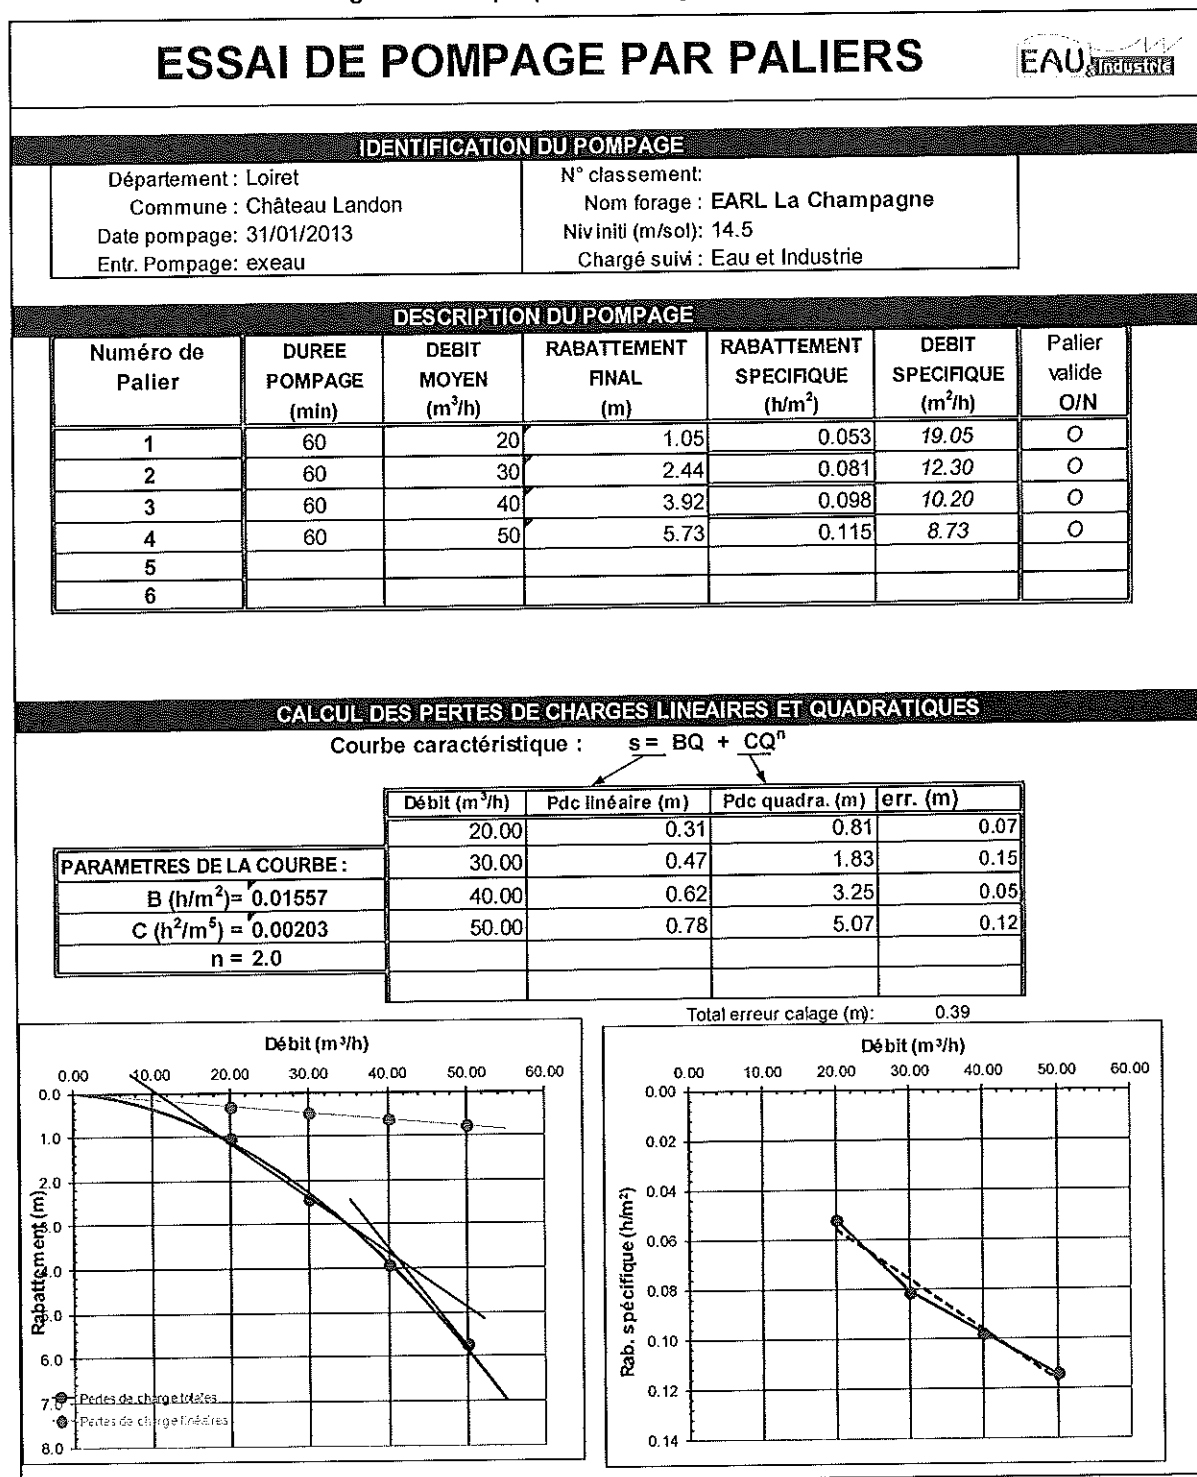 ESSAI DE POMPAGE PAR PALIERS
EAU & Industrie
IDENTIFICATION DU POMPAGE
Département : Loiret
Commune : Château Landon
Date pompage: 31/01/2013
Entr. Pompage: exeau
N° classement:
Nom forage : EARL La Champagne
Niv initi (m/sol): 14.5
Chargé suivi : Eau et Industrie
DESCRIPTION DU POMPAGE
Numéro de Palier DUREE POMPAGE (min) DEBIT MOYEN (m³/h) RABATTEMENT FINAL (m) RABATTEMENT SPECIFIQUE (h/m²) DEBIT SPECIFIQUE (m²/h) Palier valide O/N
1 60 20 1.05 0.053 19.05 O
2 60 30 2.44 0.081 12.30 O
3 60 40 3.92 0.098 10.20 O
4 60 50 5.73 0.115 8.73 O
5
6
CALCUL DES PERTES DE CHARGES LINEAIRES ET QUADRATIQUES
Courbe caractéristique : s = BQ + CQⁿ
Débit (m³/h) Pdc linéaire (m) Pdc quadra. (m) err. (m)
20.00 0.31 0.81 0.07
30.00 0.47 1.83 0.15
40.00 0.62 3.25 0.05
50.00 0.78 5.07 0.12
PARAMETRES DE LA COURBE :
B (h/m²)= 0.01557
C (h²/m⁵) = 0.00203
n = 2.0
Total erreur calage (m): 0.39
Débit (m³/h)
0.00 10.00 20.00 30.00 40.00 50.00 60.00
0.0
1.0
2.0
3.0
4.0
5.0
6.0
7.0
8.0
Rabattement (m)
Pertes de charge totales
Pertes de charge linéaires
Débit (m³/h)
0.00 10.00 20.00 30.00 40.00 50.00 60.00
0.00
0.02
0.04
0.06
0.08
0.10
0.12
0.14
Rab. spécifique (h/m²)